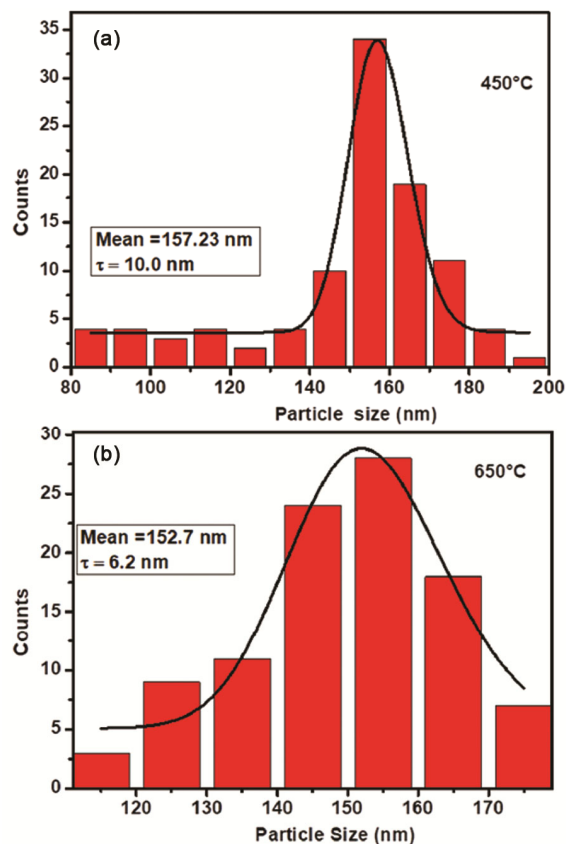 (a)
450°C
Counts
35
30
25
20
15
10
5
0
Mean =157.23 nm
τ = 10.0 nm
80 100 120 140 160 180 200
Particle size (nm)
(b)
650°C
Counts
30
25
20
15
10
5
0
Mean =152.7 nm
τ = 6.2 nm
120 130 140 150 160 170
Particle Size (nm)